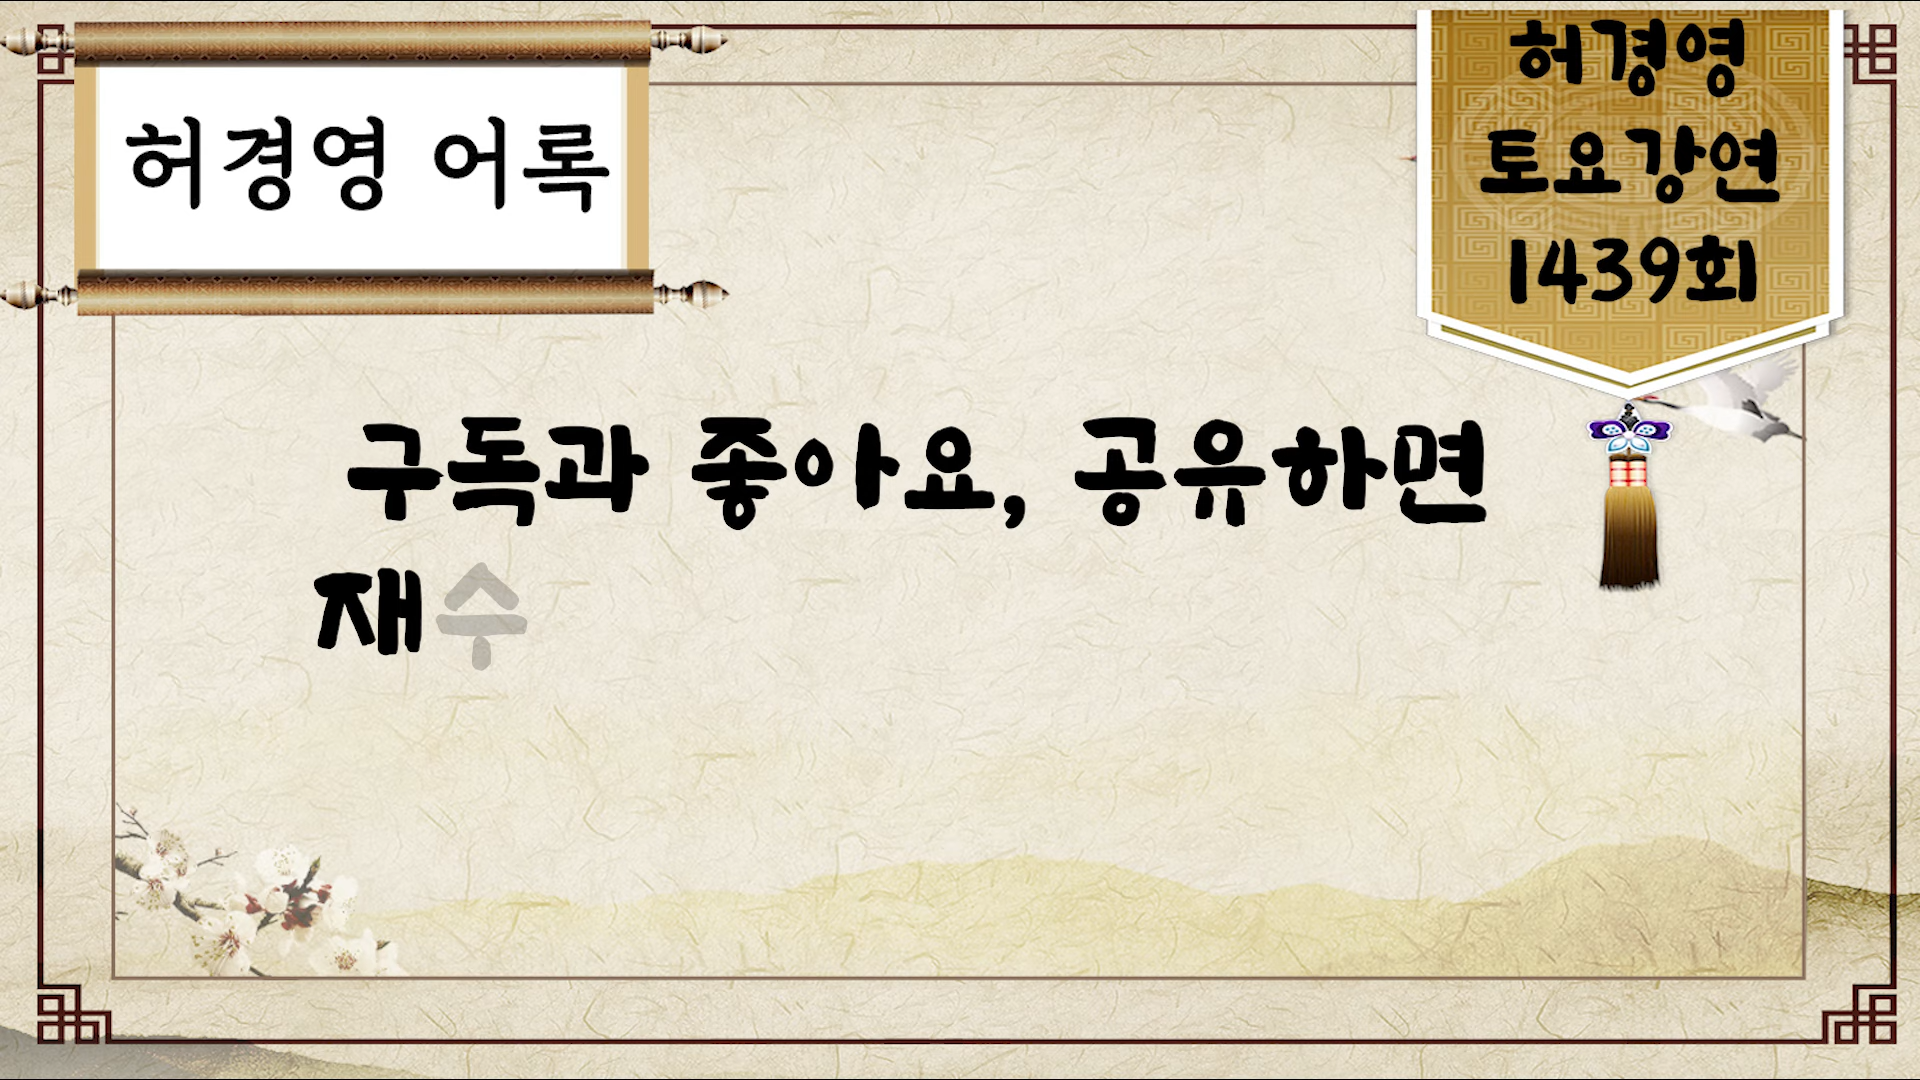 허경영 어록
허경영
토요강연
1439회
구독과 좋아요, 공유하면
재수